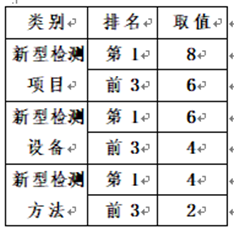 类别 排名 取值
新型检测 第 1 8
项目 前 3 6
新型检测 第 1 6
设备 前 3 4
新型检测 第 1 4
方法 前 3 2